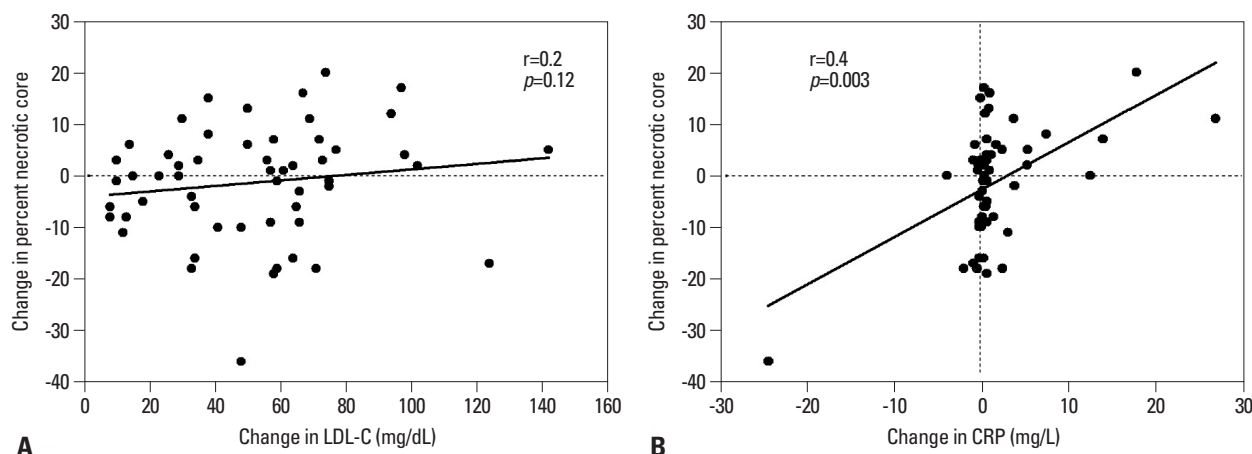 Change in percent necrotic core
30
20
10
0
-10
-20
-30
-40
r=0.2
p=0.12
0 20 40 60 80 100 120 140 160
Change in LDL-C (mg/dL)
A
Change in percent necrotic core
30
20
10
0
-10
-20
-30
-40
r=0.4
p=0.003
-30 -20 -10 0 10 20 30
Change in CRP (mg/L)
B